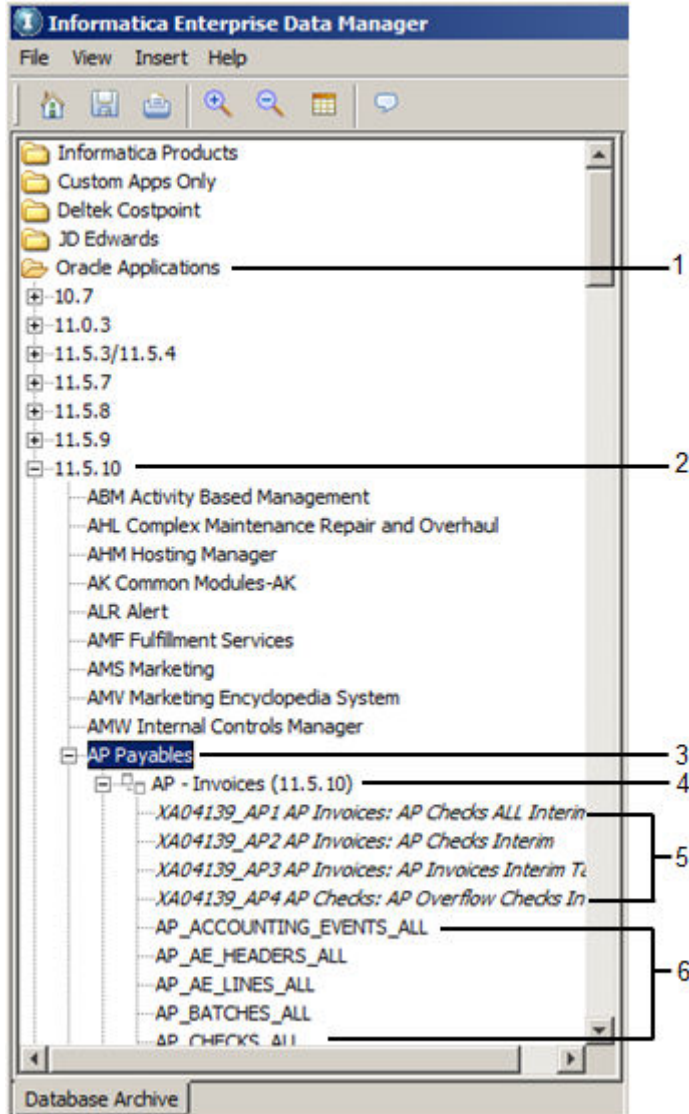 Informatica Enterprise Data Manager
File View Insert Help
Informatica Products
Custom Apps Only
Deltek Costpoint
JD Edwards
Oracle Applications 1
10.7
11.0.3
11.5.3/11.5.4
11.5.7
11.5.8
11.5.9
11.5.10 2
ABM Activity Based Management
AHL Complex Maintenance Repair and Overhaul
AHM Hosting Manager
AK Common Modules-AK
ALR Alert
AMF Fulfillment Services
AMS Marketing
AMV Marketing Encyclopedia System
AMW Internal Controls Manager
AP Payables 3
AP - Invoices (11.5.10) 4
XA04139_AP1 AP Invoices: AP Checks ALL Interim
XA04139_AP2 AP Invoices: AP Checks Interim
5
XA04139_AP3 AP Invoices: AP Invoices Interim
XA04139_AP4 AP Checks: AP Overflow Checks In
AP_ACCOUNTING_EVENTS_ALL
AP_AE_HEADERS_ALL
6
AP_AE_LINES_ALL
AP_BATCHES_ALL
AP_CHECKS_ALL
Database Archive